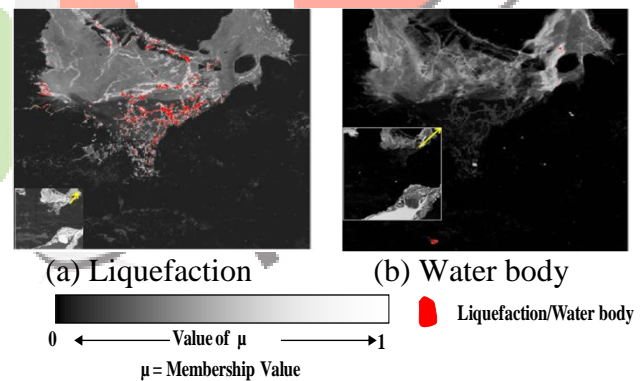 (a) Liquefaction
(b) Water body
0 Value of μ 1
μ = Membership Value
Liquefaction/Water body